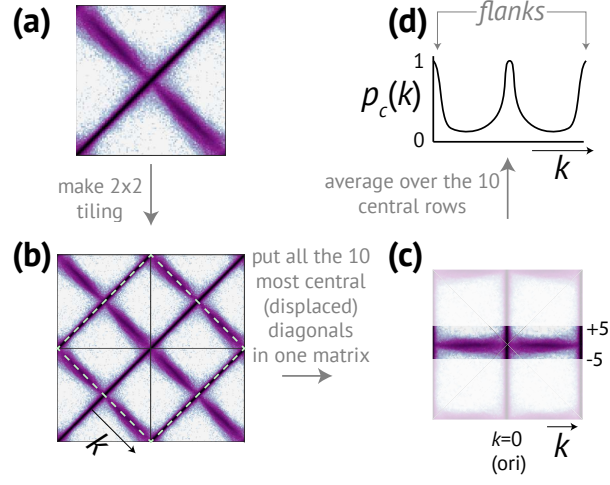 (a)
make 2x2
tiling
(b)
k
put all the 10
most central
(displaced)
diagonals
in one matrix
(d)
flanks
1
p_c(k)
0
k
average over the 10
central rows
(c)
+5
-5
k=0
(ori)
k